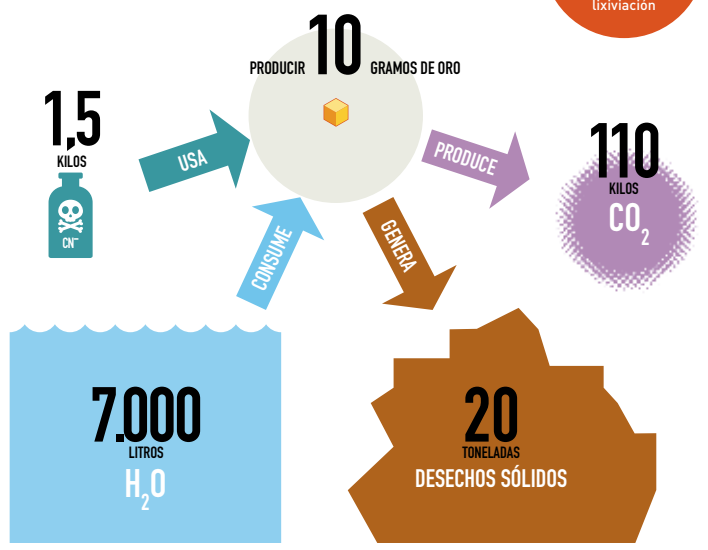 lixiviación
PRODUCIR 10 GRAMOS DE ORO
1,5
KILOS
CN⁻
USA
PRODUCE
110
KILOS
CO₂
CONSUME
GENERA
7.000
LITROS
H₂O
20
TONELADAS
DESECHOS SÓLIDOS